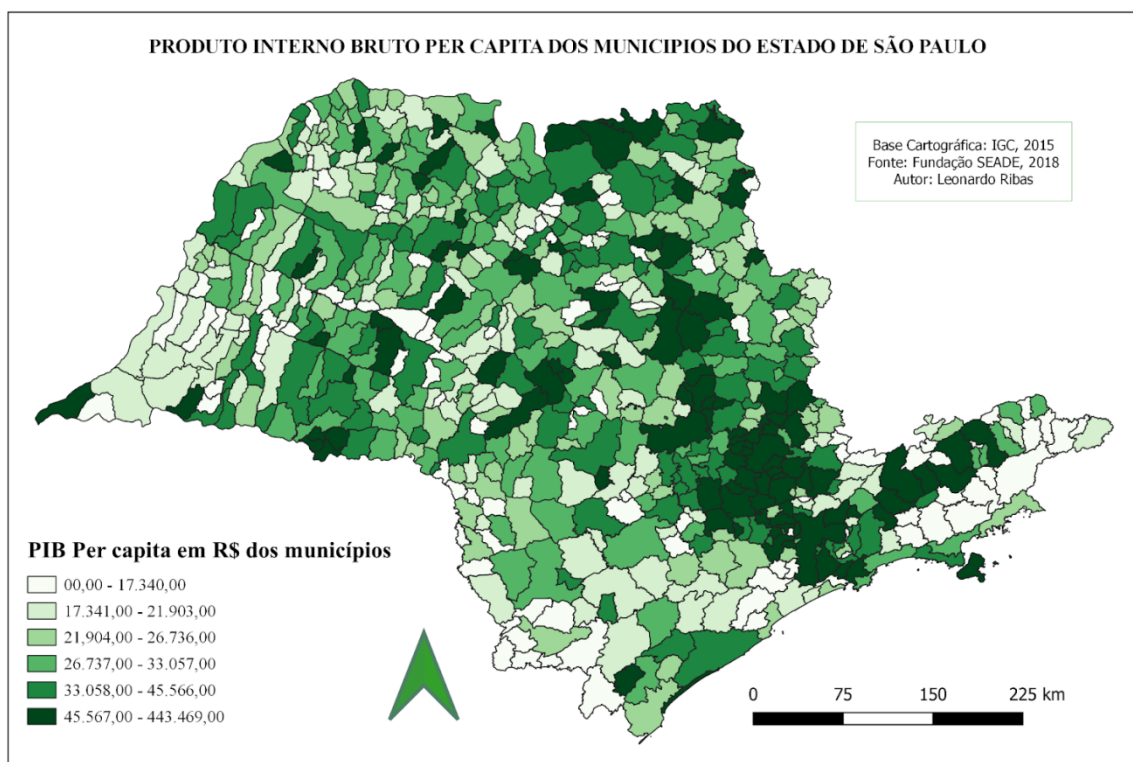 PRODUTO INTERNO BRUTO PER CAPITA DOS MUNICIPIOS DO ESTADO DE SÃO PAULO
Base Cartográfica: IGC, 2015
Fonte: Fundação SEADE, 2018
Autor: Leonardo Ribas
PIB Per capita em R$ dos municípios
00,00 - 17.340,00
17.341,00 - 21.903,00
21,904,00 - 26.736,00
26.737,00 - 33.057,00
33.058,00 - 45.566,00
45.567,00 - 443.469,00
0 75 150 225 km